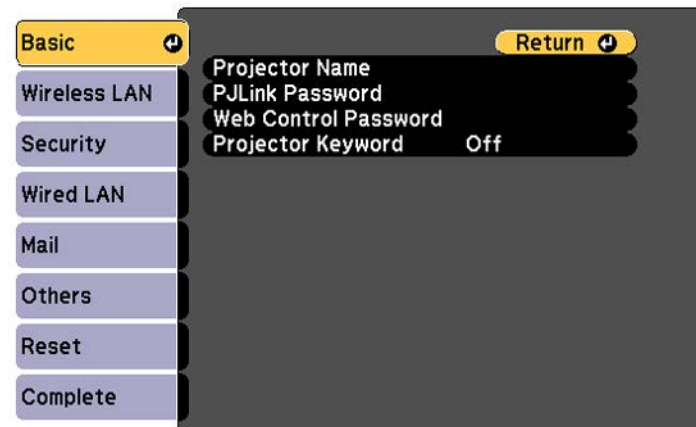 Basic
Wireless LAN
Security
Wired LAN
Mail
Others
Reset
Complete
Return
Projector Name
PJLink Password
Web Control Password
Projector Keyword Off